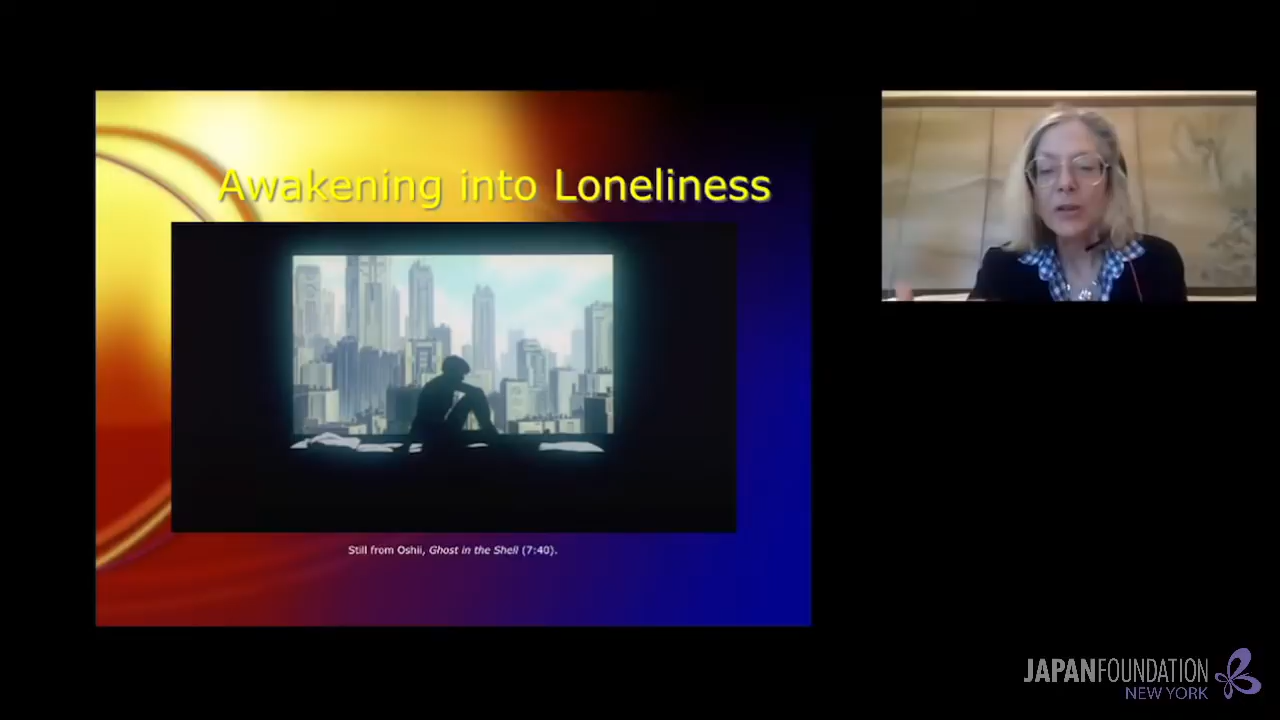 Awakening into Loneliness
Still from Oshii, Ghost in the Shell (7:40).
JAPANFOUNDATION
NEW YORK